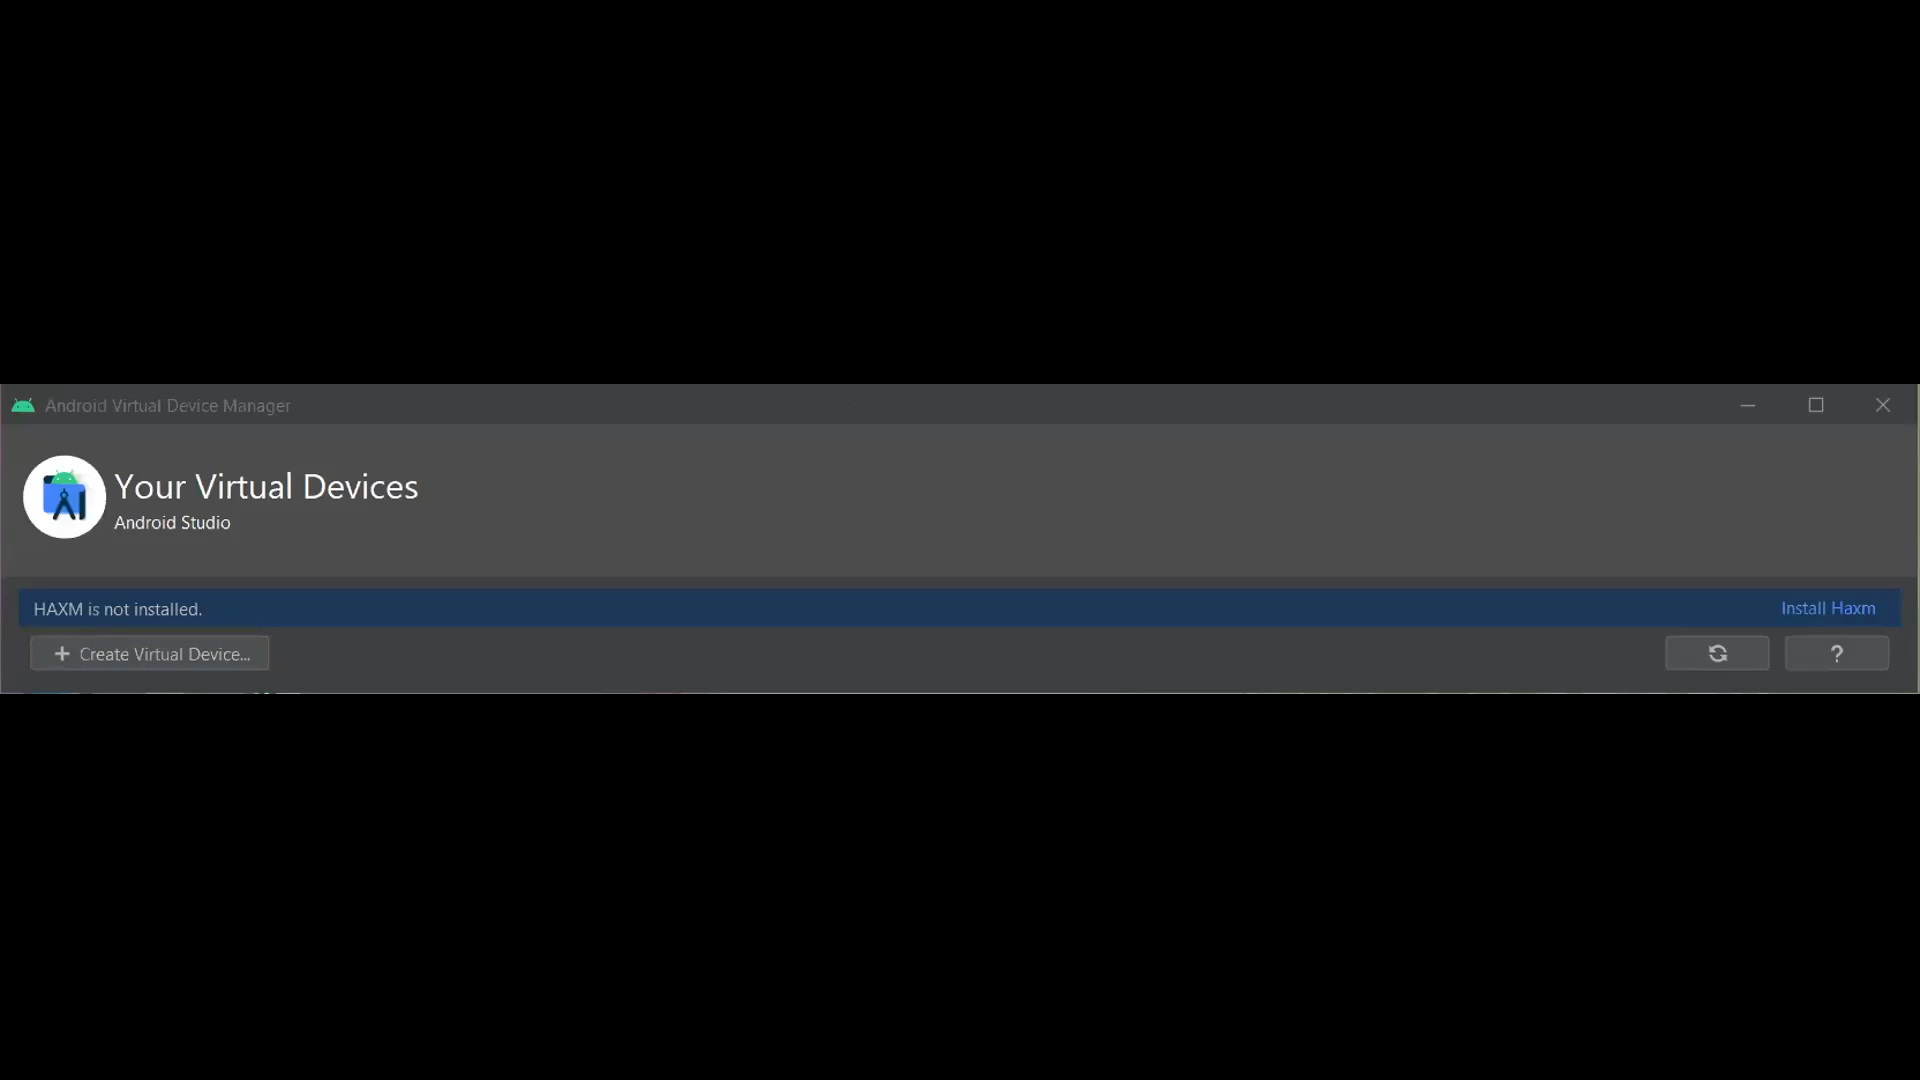 Android Virtual Device Manager
Your Virtual Devices
Android Studio
HAXM is not installed.
Install Haxm
+ Create Virtual Device...
?